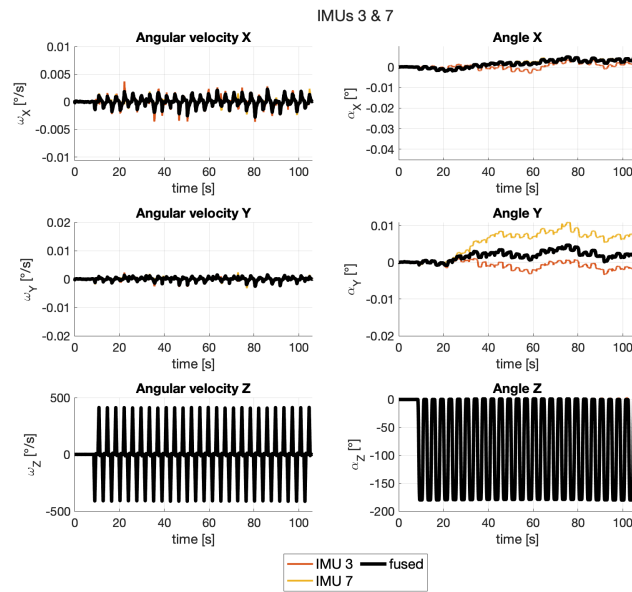 IMUs 3 & 7
Angular velocity X
0.01
0.005
0
-0.005
-0.01
ω_X [°/s]
0 20 40 60 80 100
time [s]
Angle X
0.01
0
-0.01
-0.02
-0.03
-0.04
α_X [°]
0 20 40 60 80 100
time [s]
Angular velocity Y
0.02
0.01
0
-0.01
-0.02
ω_Y [°/s]
0 20 40 60 80 100
time [s]
Angle Y
0.01
0
-0.01
-0.02
α_Y [°]
0 20 40 60 80 100
time [s]
Angular velocity Z
500
0
-500
ω_Z [°/s]
0 20 40 60 80 100
time [s]
Angle Z
0
-50
-100
-150
-200
α_Z [°]
0 20 40 60 80 100
time [s]
IMU 3 fused
IMU 7